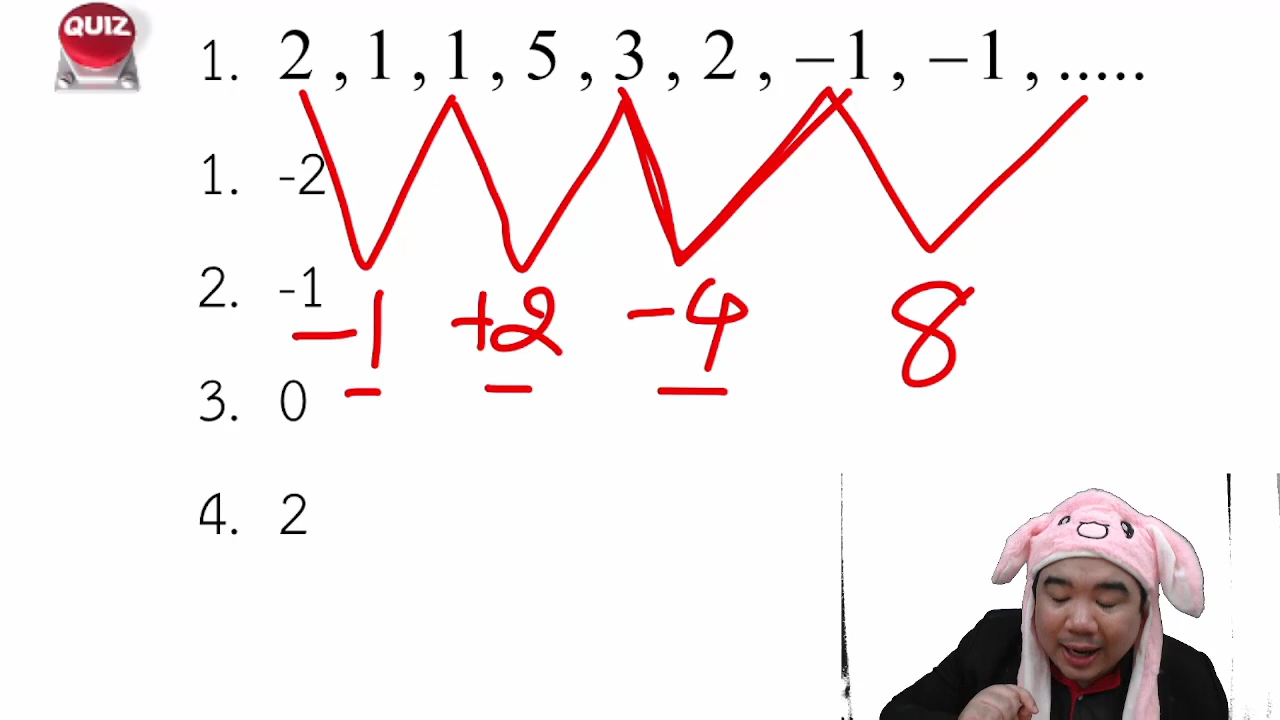 QUIZ
1. 2 , 1 , 1 , 5 , 3 , 2 , −1 , −1 , .....
1. -2
2. -1
−1 +2 −4 8
3. 0
4. 2